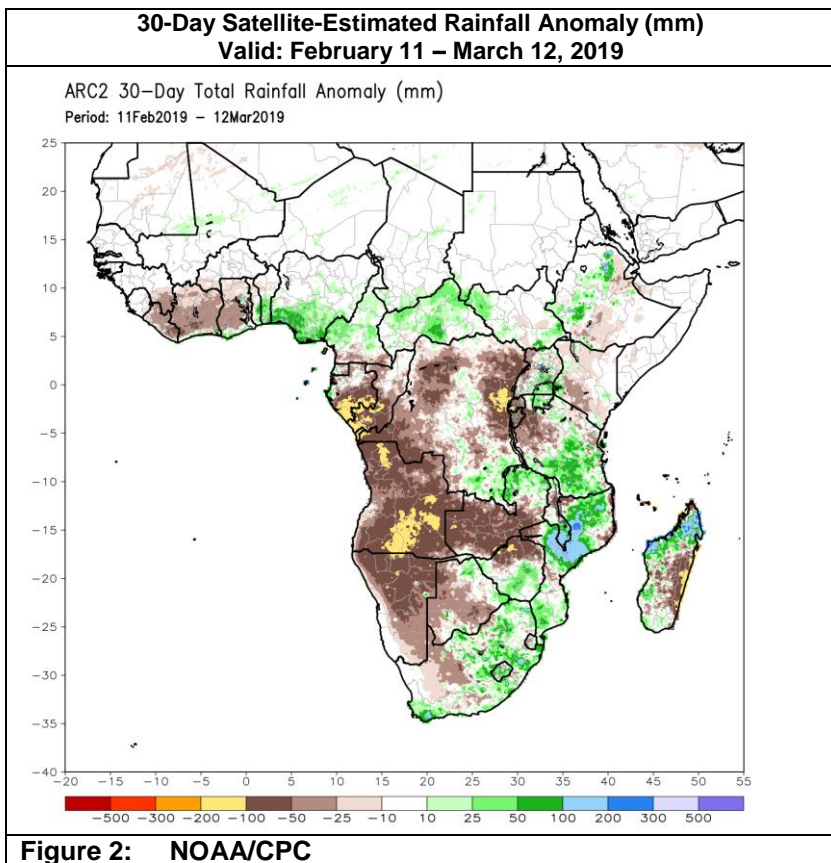 30-Day Satellite-Estimated Rainfall Anomaly (mm)
Valid: February 11 – March 12, 2019
ARC2 30-Day Total Rainfall Anomaly (mm)
Period: 11Feb2019 – 12Mar2019
25
20
15
10
5
0
-5
-10
-15
-20
-25
-30
-35
-40
-20 -15 -10 -5 0 5 10 15 20 25 30 35 40 45 50 55
-500 -300 -200 -100 -50 -25 -10 10 25 50 100 200 300 500
Figure 2: NOAA/CPC